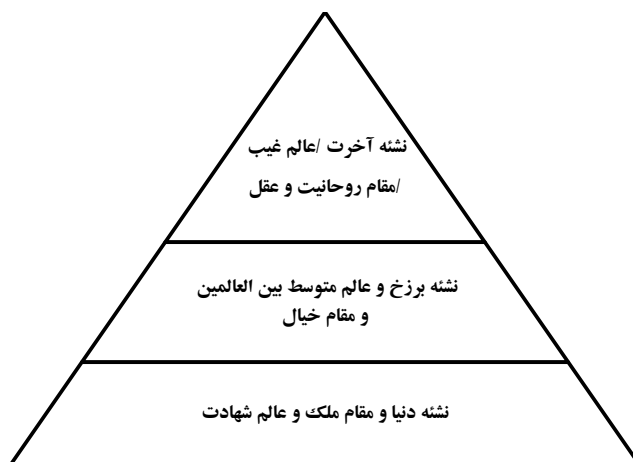 نشئه آخرت /عالم غیب
/مقام روحانیت و عقل
نشئه برزخ و عالم متوسط بین العالمین
و مقام خیال
نشئه دنیا و مقام ملک و عالم شهادت